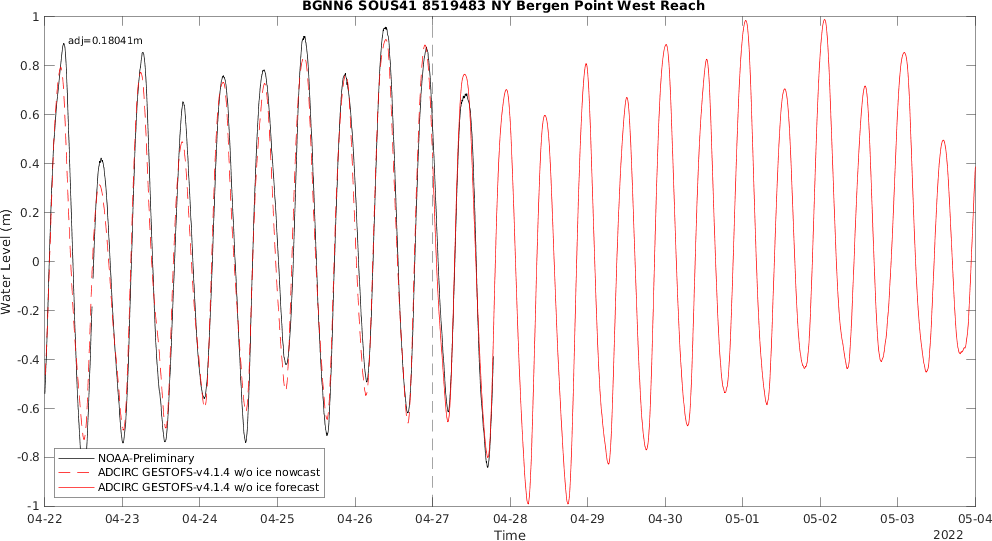 BGNN6 SOUS41 8519483 NY Bergen Point West Reach
adj=0.18041m
Water Level (m)
1
0.8
0.6
0.4
0.2
0
-0.2
-0.4
-0.6
-0.8
-1
NOAA-Preliminary
ADCIRC GESTOFS-v4.1.4 w/o ice nowcast
ADCIRC GESTOFS-v4.1.4 w/o ice forecast
04-22 04-23 04-24 04-25 04-26 04-27 04-28 04-29 04-30 05-01 05-02 05-03 05-04
Time
2022